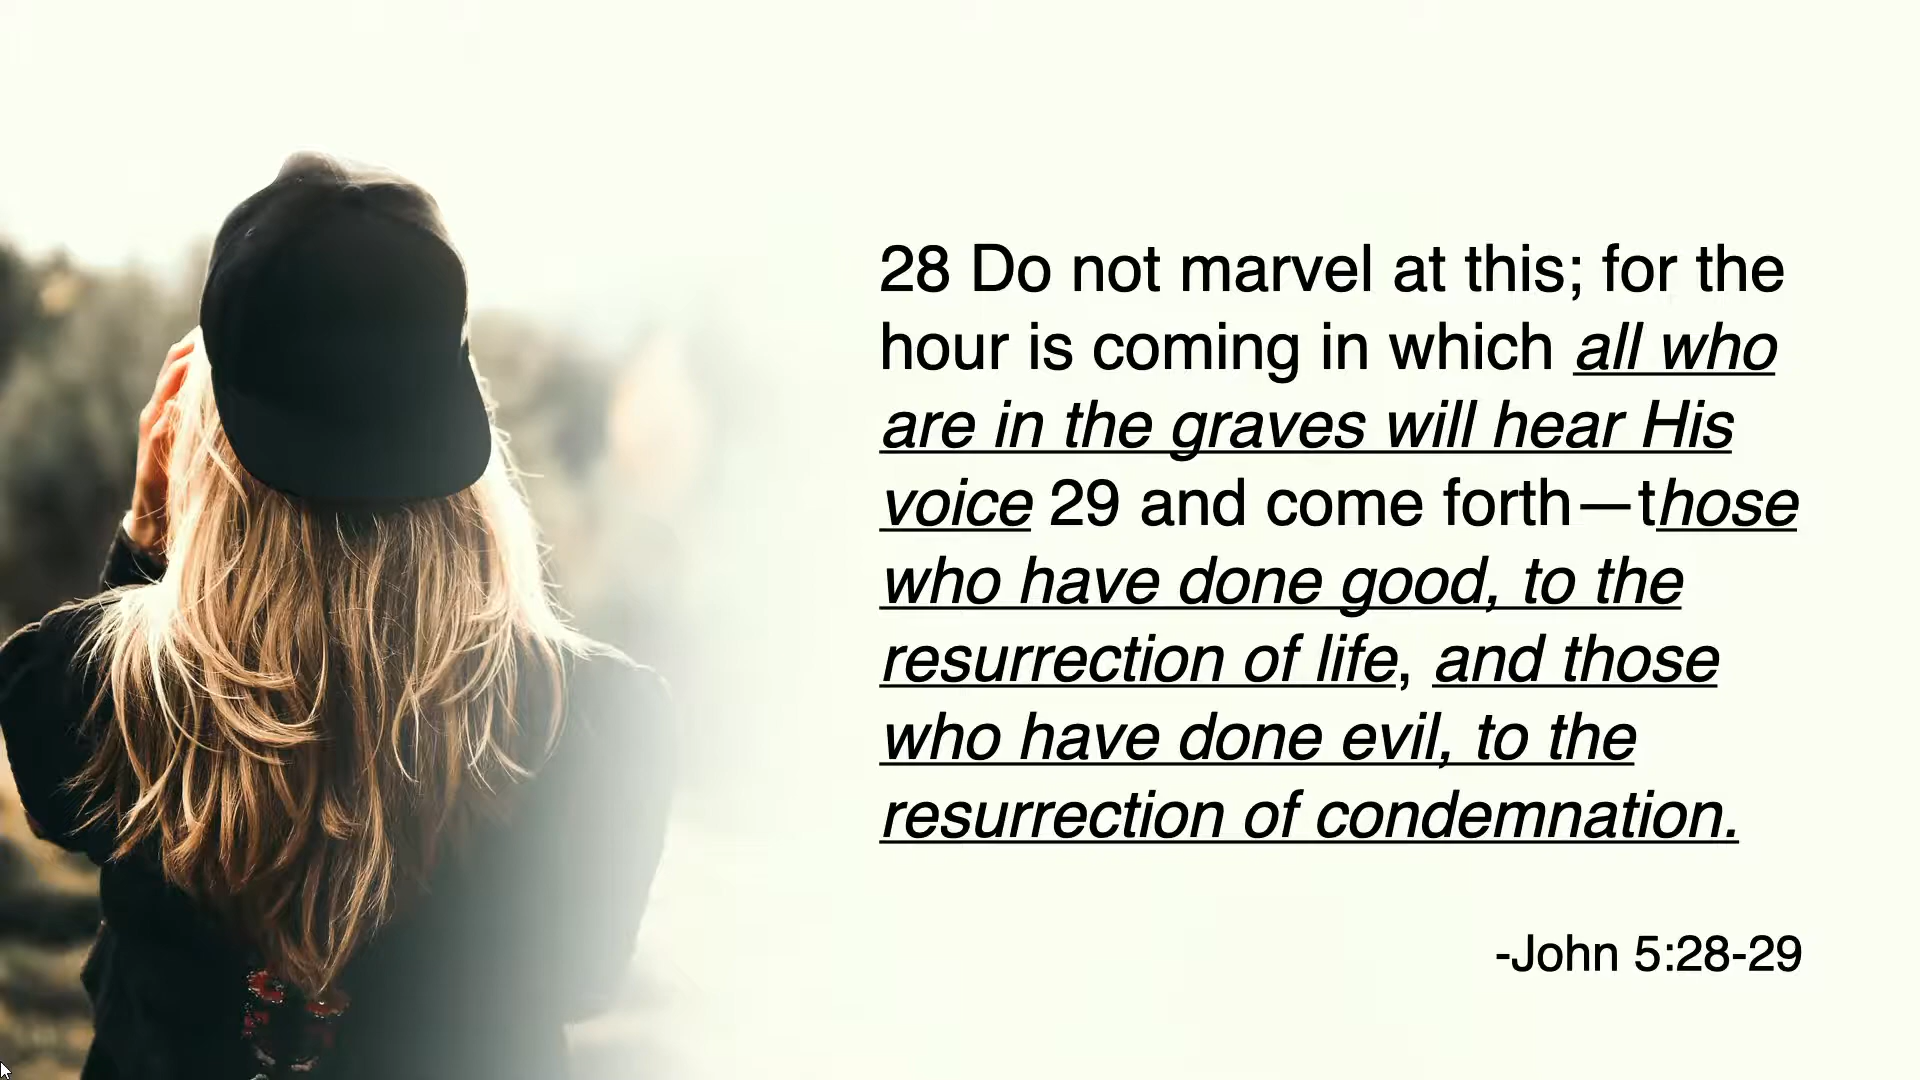 28 Do not marvel at this; for the
hour is coming in which all who
are in the graves will hear His
voice 29 and come forth—those
who have done good, to the
resurrection of life, and those
who have done evil, to the
resurrection of condemnation.
-John 5:28-29